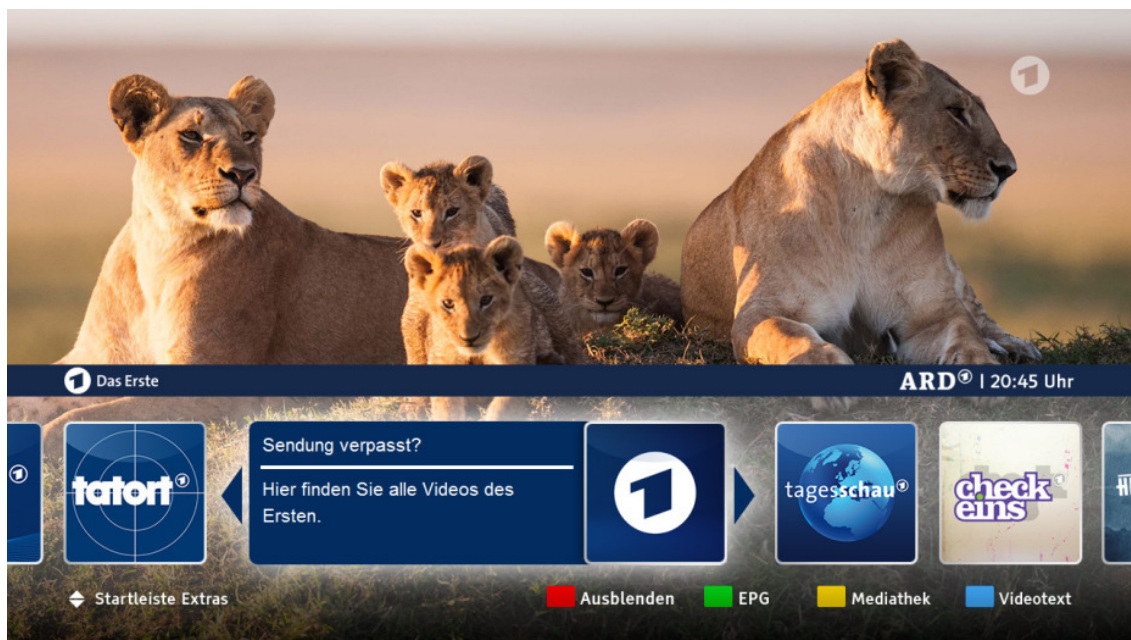 Das Erste
ARD | 20:45 Uhr
tatort
Sendung verpasst?
Hier finden Sie alle Videos des
Ersten.
tagesschau
check
eins
Startleiste Extras
Ausblenden
EPG
Mediathek
Videotext